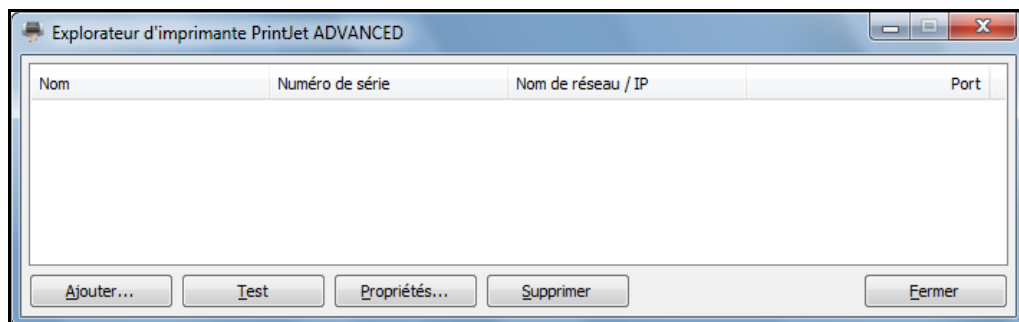 Explorateur d'imprimante PrintJet ADVANCED
Nom Numéro de série Nom de réseau / IP Port
Ajouter... Test Propriétés... Supprimer Fermer